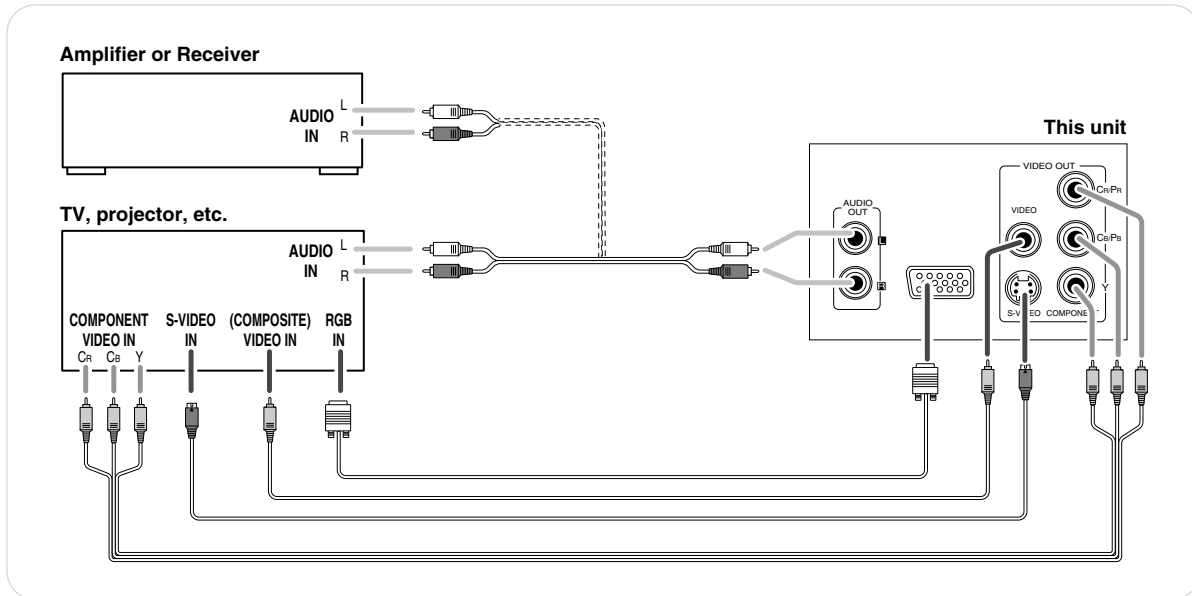 Amplifier or Receiver
AUDIO
IN
L
R
This unit
VIDEO OUT
CR/PR
AUDIO
OUT
VIDEO
CB/PB
L
R
Y
S-VIDEO
COMPONENT
TV, projector, etc.
AUDIO
IN
L
R
COMPONENT
VIDEO IN
CR CB Y
S-VIDEO
IN
(COMPOSITE)
VIDEO IN
RGB
IN